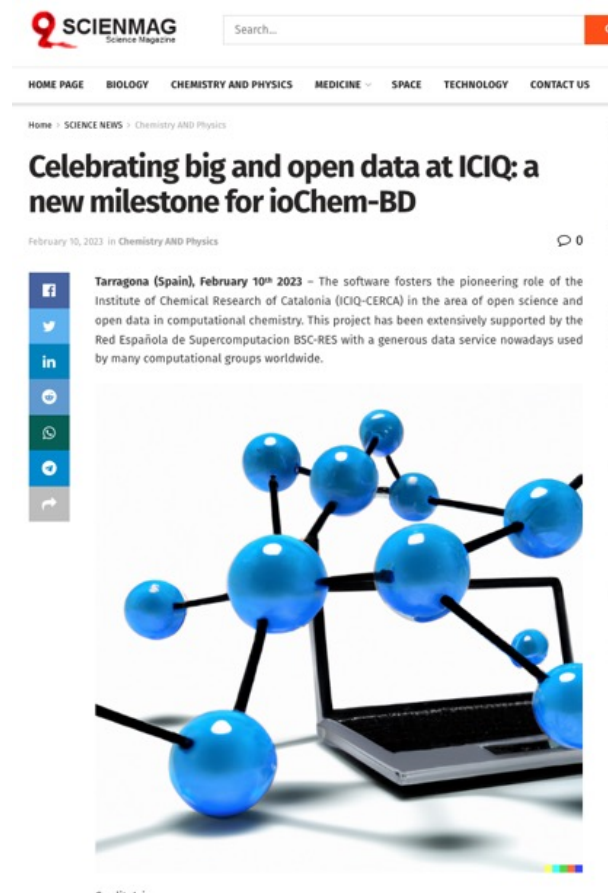 SCIENMAG
Science Magazine
Search...
HOME PAGE BIOLOGY CHEMISTRY AND PHYSICS MEDICINE SPACE TECHNOLOGY CONTACT US
Home > SCIENCE NEWS > Chemistry AND Physics
Celebrating big and open data at ICIQ: a
new milestone for ioChem-BD
February 10, 2023 in Chemistry AND Physics 0
Tarragona (Spain), February 10th 2023 – The software fosters the pioneering role of the
Institute of Chemical Research of Catalonia (ICIQ-CERCA) in the area of open science and
open data in computational chemistry. This project has been extensively supported by the
Red Española de Supercomputacion BSC-RES with a generous data service nowadays used
by many computational groups worldwide.